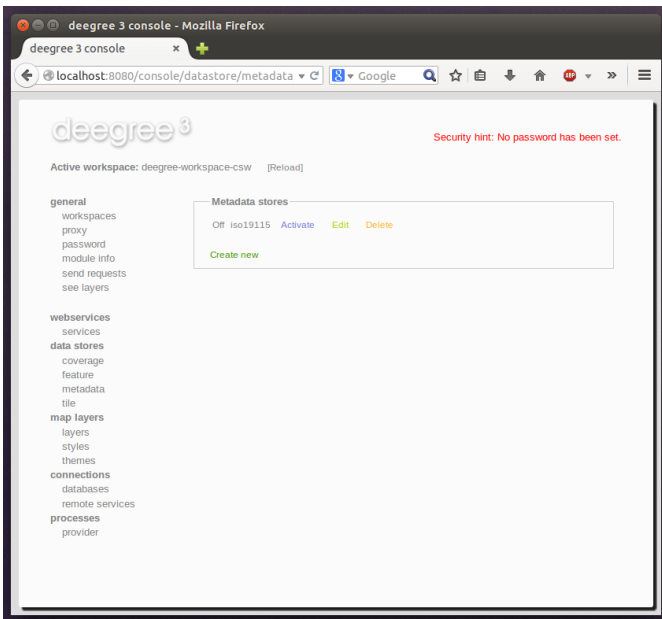 deegree 3 console - Mozilla Firefox
deegree 3 console
localhost:8080/console/datastore/metadata
Google
deegree 3
Security hint: No password has been set.
Active workspace: deegree-workspace-csw [Reload]
general
workspaces
proxy
password
module info
send requests
see layers
webservices
services
data stores
coverage
feature
metadata
tile
map layers
layers
styles
themes
connections
databases
remote services
processes
provider
Metadata stores
Off iso19115 Activate Edit Delete
Create new